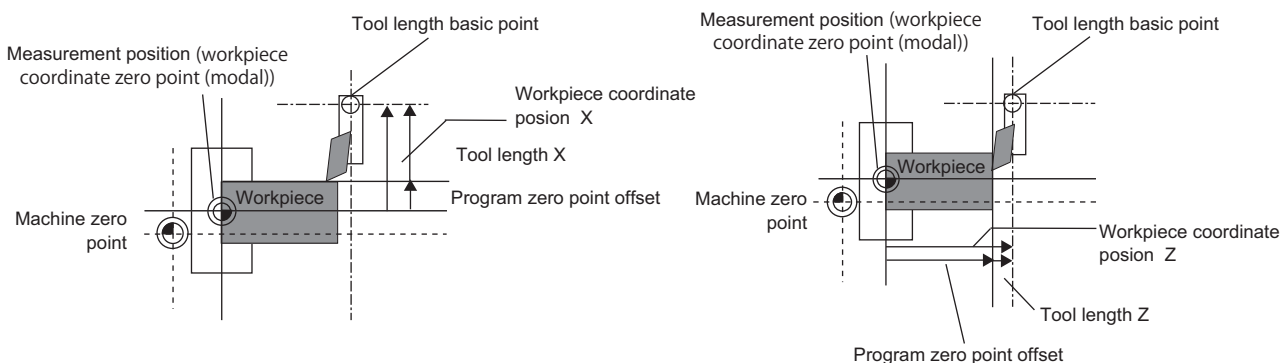 Tool length basic point
Measurement position (workpiece
coordinate zero point (modal))
Workpiece coordinate
posion X
Tool length X
Workpiece
Program zero point offset
Machine zero
point
Tool length basic point
Measurement position (workpiece
coordinate zero point (modal))
Workpiece
Machine zero
point
Workpiece coordinate
posion Z
Tool length Z
Program zero point offset